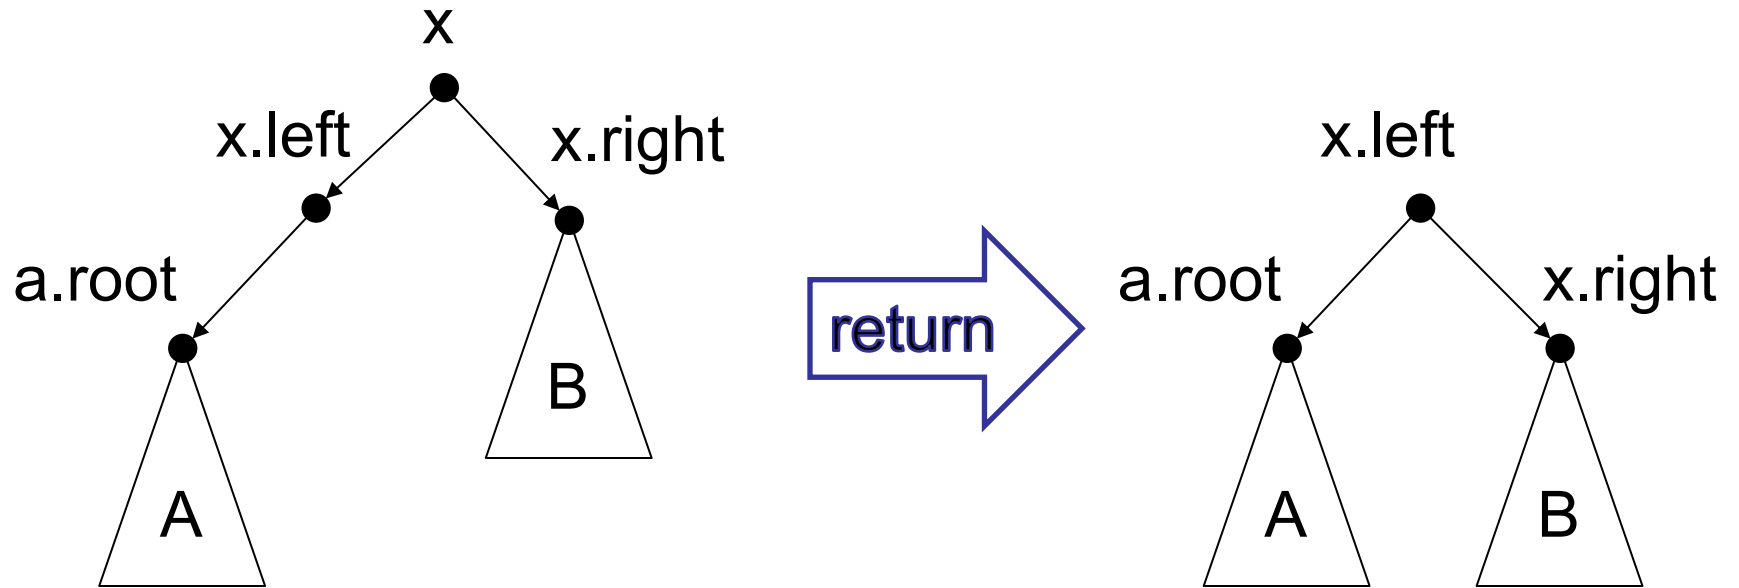 x
x.left
x.right
a.root
B
A
return
x.left
a.root
x.right
A
B